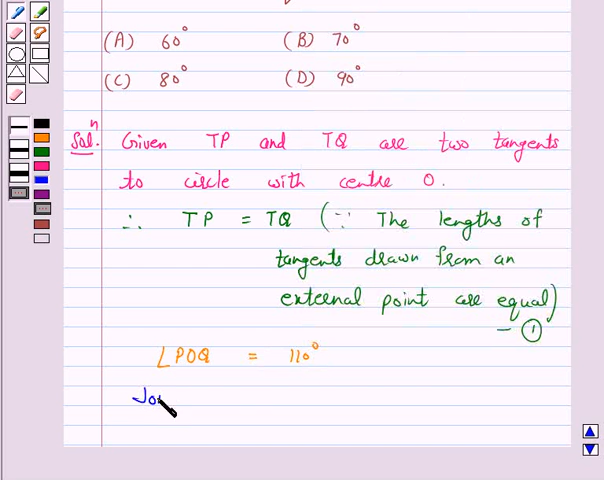 (A) 60° (B) 70°
(C) 80° (D) 90°
Solⁿ. Given TP and TQ are two tangents
to circle with centre O.
∴ TP = TQ (∵ The lengths of
tangents drawn from an
external point are equal)
— ①
∠POQ = 110°
Jo